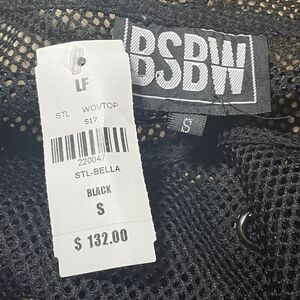 BSBW
S
LF
STL WOVTOP
S17
220047
STL-BELLA
BLACK
S
$ 132.00